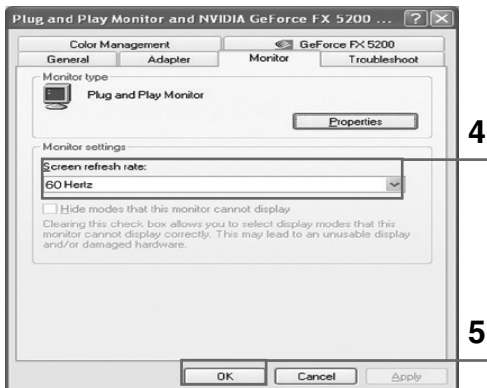 Plug and Play Monitor and NVIDIA GeForce FX 5200 ...
Color Management
GeForce FX 5200
General
Adapter
Monitor
Troubleshoot
Monitor type
Plug and Play Monitor
Properties
4
Monitor settings
Screen refresh rate:
60 Hertz
Hide modes that this monitor cannot display
Clearing this check box allows you to select display modes that this
monitor cannot display correctly. This may lead to an unusable display
and/or damaged hardware.
5
OK
Cancel
Apply